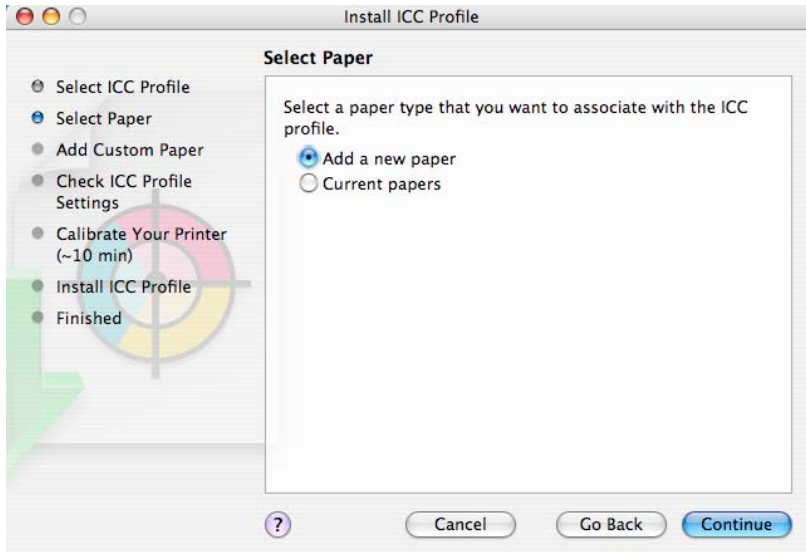 Install ICC Profile
Select ICC Profile
Select Paper
Add Custom Paper
Check ICC Profile
Settings
Calibrate Your Printer
(~10 min)
Install ICC Profile
Finished
Select Paper
Select a paper type that you want to associate with the ICC
profile.
Add a new paper
Current papers
?
Cancel
Go Back
Continue